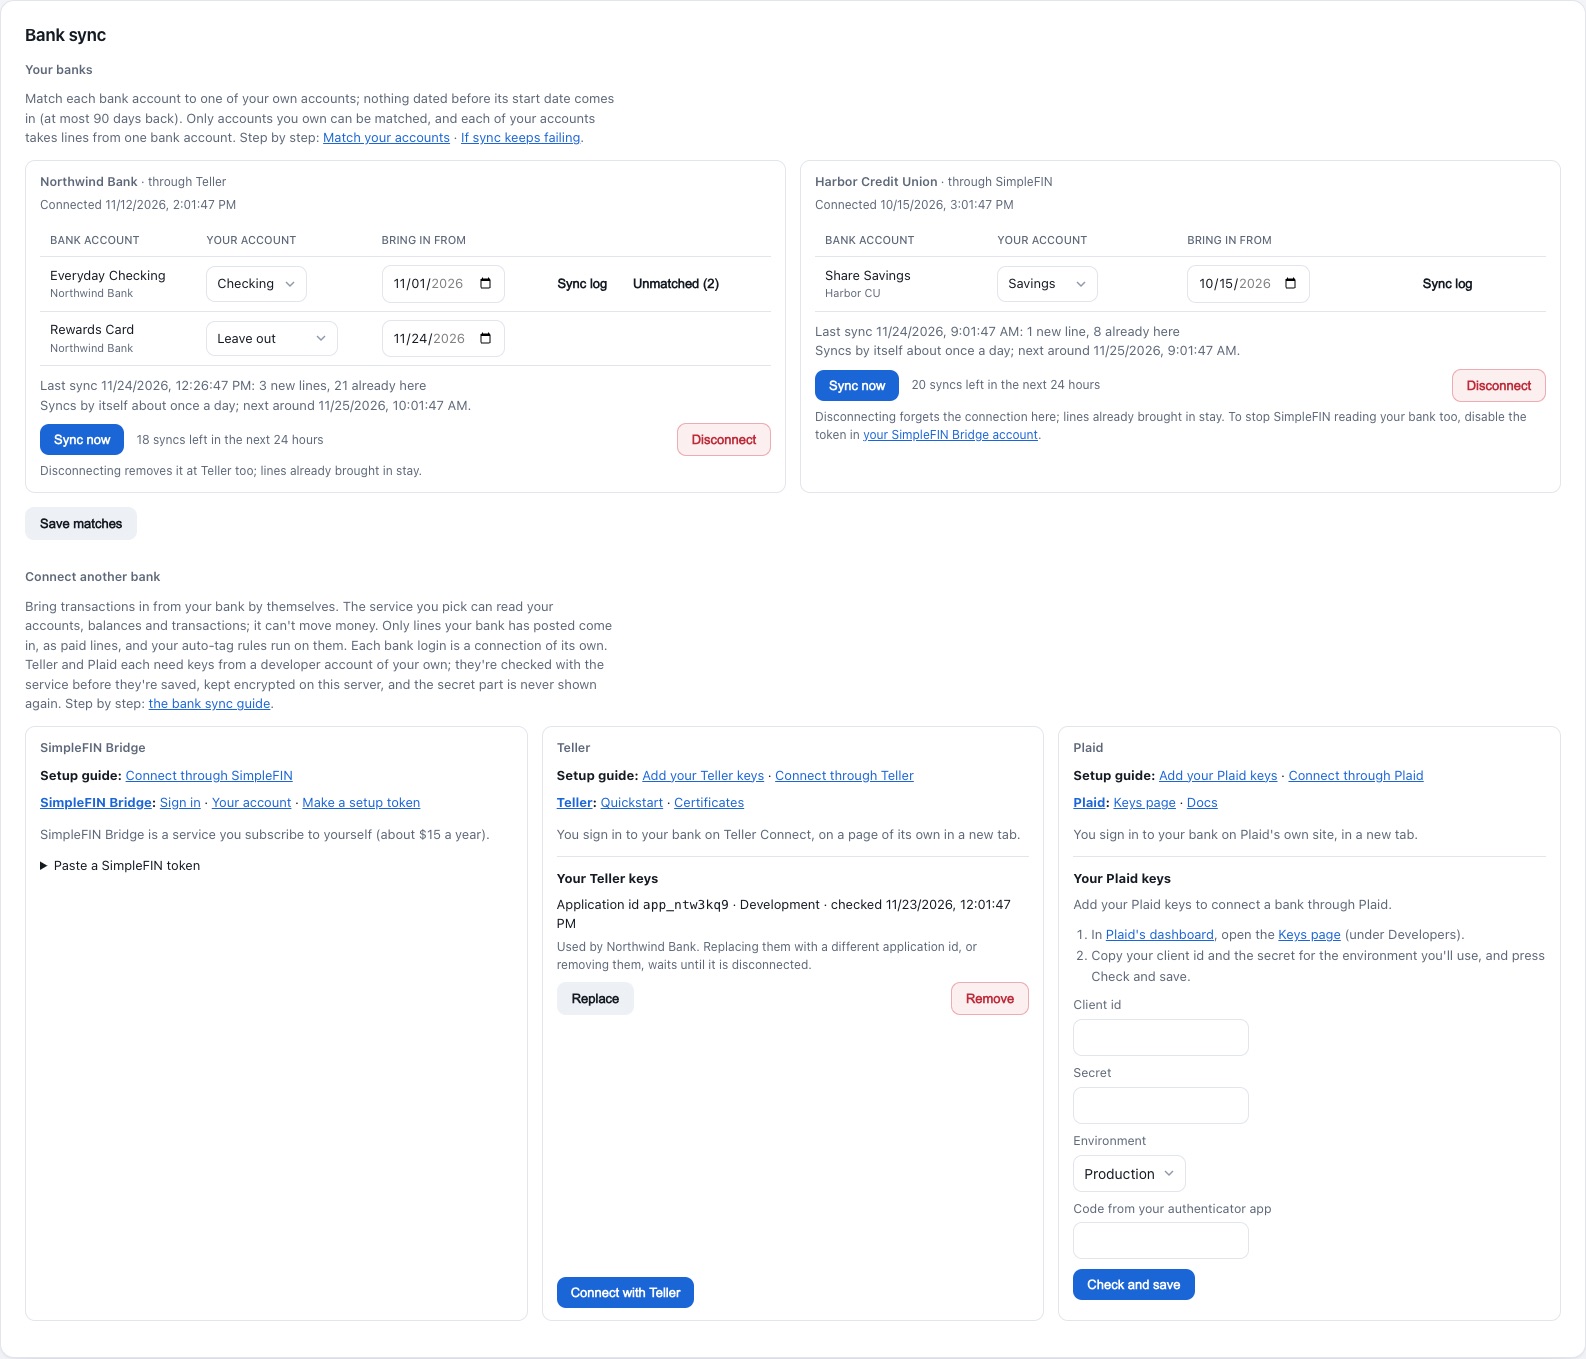 Bank sync
Your banks
Match each bank account to one of your own accounts; nothing dated before its start date comes
in (at most 90 days back). Only accounts you own can be matched, and each of your accounts
takes lines from one bank account. Step by step: Match your accounts · If sync keeps failing.
Northwind Bank · through Teller
Connected 11/12/2026, 2:01:47 PM
BANK ACCOUNT YOUR ACCOUNT BRING IN FROM
Everyday Checking
Northwind Bank
Checking 11/01/2026 Sync log Unmatched (2)
Rewards Card
Northwind Bank
Leave out 11/24/2026
Last sync 11/24/2026, 12:26:47 PM: 3 new lines, 21 already here
Syncs by itself about once a day; next around 11/25/2026, 10:01:47 AM.
Sync now 18 syncs left in the next 24 hours Disconnect
Disconnecting removes it at Teller too; lines already brought in stay.
Harbor Credit Union · through SimpleFIN
Connected 10/15/2026, 3:01:47 PM
BANK ACCOUNT YOUR ACCOUNT BRING IN FROM
Share Savings
Harbor CU
Savings 10/15/2026 Sync log
Last sync 11/24/2026, 9:01:47 AM: 1 new line, 8 already here
Syncs by itself about once a day; next around 11/25/2026, 9:01:47 AM.
Sync now 20 syncs left in the next 24 hours Disconnect
Disconnecting forgets the connection here; lines already brought in stay. To stop SimpleFIN reading your bank too, disable the
token in your SimpleFIN Bridge account.
Save matches
Connect another bank
Bring transactions in from your bank by themselves. The service you pick can read your
accounts, balances and transactions; it can't move money. Only lines your bank has posted come
in, as paid lines, and your auto-tag rules run on them. Each bank login is a connection of its own.
Teller and Plaid each need keys from a developer account of your own; they're checked with the
service before they're saved, kept encrypted on this server, and the secret part is never shown
again. Step by step: the bank sync guide.
SimpleFIN Bridge
Setup guide: Connect through SimpleFIN
SimpleFIN Bridge: Sign in · Your account · Make a setup token
SimpleFIN Bridge is a service you subscribe to yourself (about $15 a year).
Paste a SimpleFIN token
Teller
Setup guide: Add your Teller keys · Connect through Teller
Teller: Quickstart · Certificates
You sign in to your bank on Teller Connect, on a page of its own in a new tab.
Your Teller keys
Application id app_ntw3kq9 · Development · checked 11/23/2026, 12:01:47
PM
Used by Northwind Bank. Replacing them with a different application id, or
removing them, waits until it is disconnected.
Replace Remove
Connect with Teller
Plaid
Setup guide: Add your Plaid keys · Connect through Plaid
Plaid: Keys page · Docs
You sign in to your bank on Plaid's own site, in a new tab.
Your Plaid keys
Add your Plaid keys to connect a bank through Plaid.
1. In Plaid's dashboard, open the Keys page (under Developers).
2. Copy your client id and the secret for the environment you'll use, and press
Check and save.
Client id
Secret
Environment
Production
Code from your authenticator app
Check and save